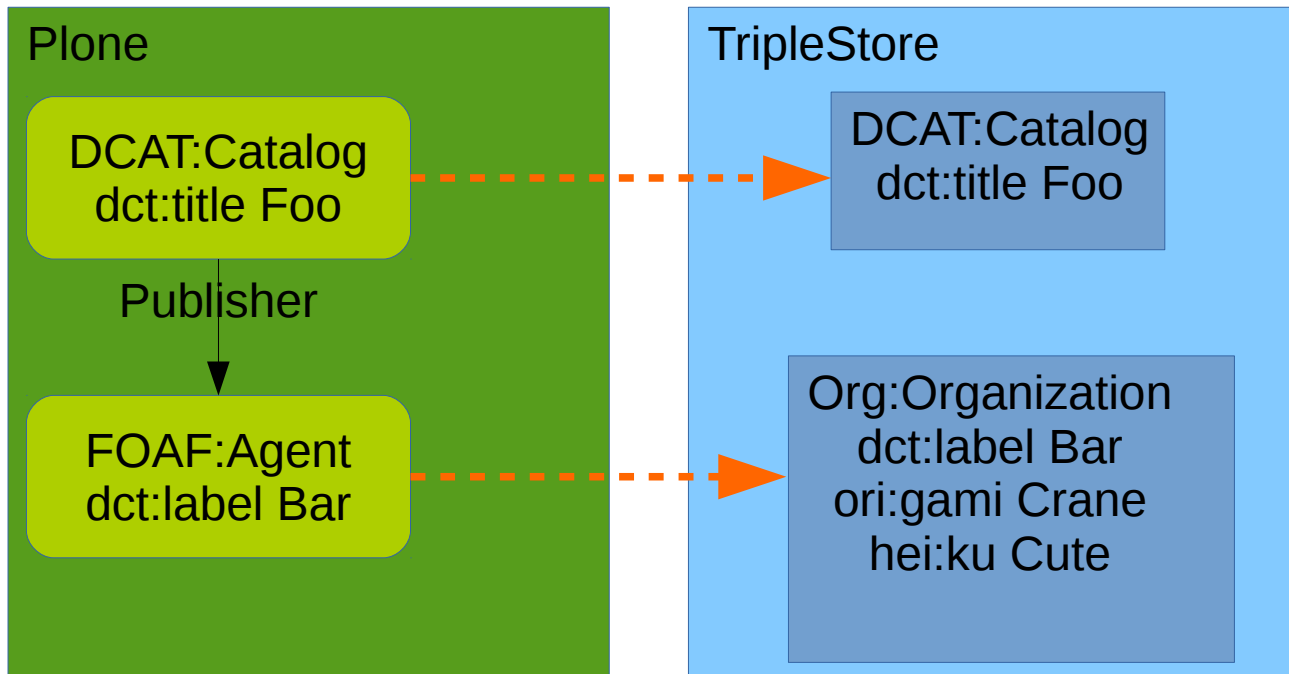 Plone
DCAT:Catalog
dct:title Foo
Publisher
FOAF:Agent
dct:label Bar
TripleStore
DCAT:Catalog
dct:title Foo
Org:Organization
dct:label Bar
ori:gami Crane
hei:ku Cute